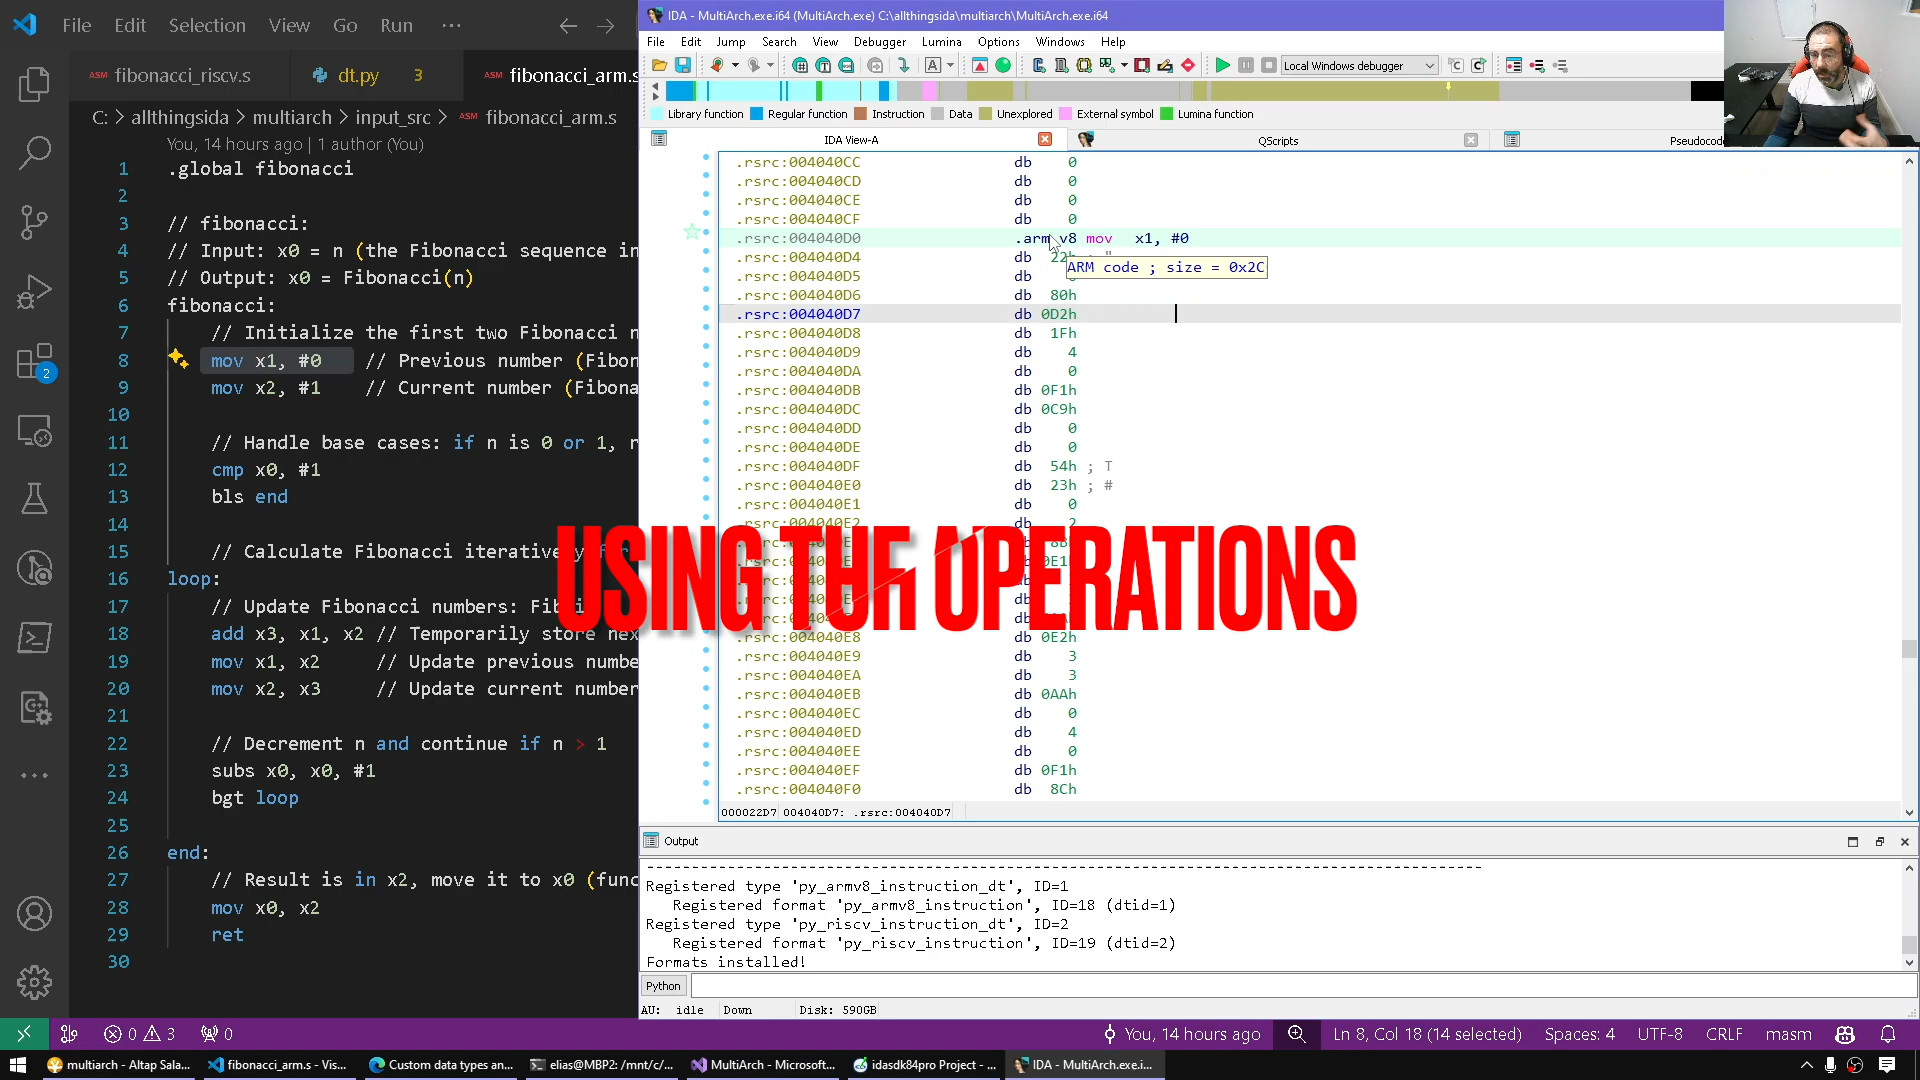 File Edit Selection View Go Run ...
IDA - MultiArch.exe.i64 (MultiArch.exe) C:\allthingsida\multiarch\MultiArch.exe.i64
File Edit Jump Search View Debugger Lumina Options Windows Help
Local Windows debugger
ASM fibonacci_riscv.s dt.py 3 ASM fibonacci_arm.s
Library function Regular function Instruction Data Unexplored External symbol Lumina function
C: > allthingsida > multiarch > input_src > ASM fibonacci_arm.s
IDA View-A QScripts Pseudocode
You, 14 hours ago | 1 author (You)
1 .global fibonacci
2
3 // fibonacci:
4 // Input: x0 = n (the Fibonacci sequence in
5 // Output: x0 = Fibonacci(n)
6 fibonacci:
7 // Initialize the first two Fibonacci n
8 mov x1, #0 // Previous number (Fibon
9 mov x2, #1 // Current number (Fibona
10
11 // Handle base cases: if n is 0 or 1, r
12 cmp x0, #1
13 bls end
14
15 // Calculate Fibonacci iteratively for
16 loop:
17 // Update Fibonacci numbers:
18 add x3, x1, x2 // Temporarily store nex
19 mov x1, x2 // Update previous numbe
20 mov x2, x3 // Update current number
21
22 // Decrement n and continue if n > 1
23 subs x0, x0, #1
24 bgt loop
25
26 end:
27 // Result is in x2, move it to x0 (func
28 mov x0, x2
29 ret
30
.rsrc:004040CC db 0
.rsrc:004040CD db 0
.rsrc:004040CE db 0
.rsrc:004040CF db 0
.rsrc:004040D0 .arm v8 mov x1, #0
.rsrc:004040D4 db 22h ; "
ARM code ; size = 0x2C
.rsrc:004040D5 db
.rsrc:004040D6 db 80h
.rsrc:004040D7 db 0D2h
.rsrc:004040D8 db 1Fh
.rsrc:004040D9 db 4
.rsrc:004040DA db 0
.rsrc:004040DB db 0F1h
.rsrc:004040DC db 0C9h
.rsrc:004040DD db 0
.rsrc:004040DE db 0
.rsrc:004040DF db 54h ; T
.rsrc:004040E0 db 23h ; #
.rsrc:004040E1 db 0
.rsrc:004040E2 db 2
USING THE OPERATIONS
.rsrc:004040E8 db 0E2h
.rsrc:004040E9 db 3
.rsrc:004040EA db 3
.rsrc:004040EB db 0AAh
.rsrc:004040EC db 0
.rsrc:004040ED db 4
.rsrc:004040EE db 0
.rsrc:004040EF db 0F1h
.rsrc:004040F0 db 8Ch
000022D7 004040D7: .rsrc:004040D7
Output
Registered type 'py_armv8_instruction_dt', ID=1
Registered format 'py_armv8_instruction', ID=18 (dtid=1)
Registered type 'py_riscv_instruction_dt', ID=2
Registered format 'py_riscv_instruction', ID=19 (dtid=2)
Formats installed!
Python
AU: idle Down Disk: 590GB
2
0 3 0 You, 14 hours ago Ln 8, Col 18 (14 selected) Spaces: 4 UTF-8 CRLF masm
multiarch - Altap Sala... fibonacci_arm.s - Vis... Custom data types an... elias@MBP2: /mnt/c/... MultiArch - Microsoft... idasdk84pro Project - ... IDA - MultiArch.exe.i...